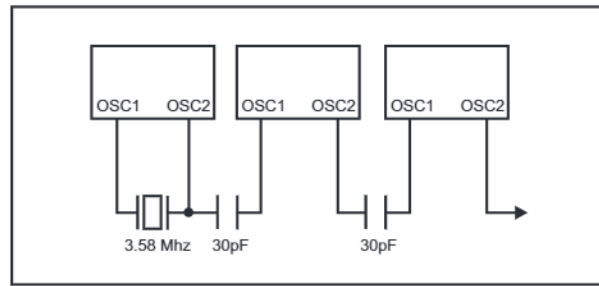 OSC1 OSC2 OSC1 OSC2 OSC1 OSC2
3.58 Mhz 30pF 30pF